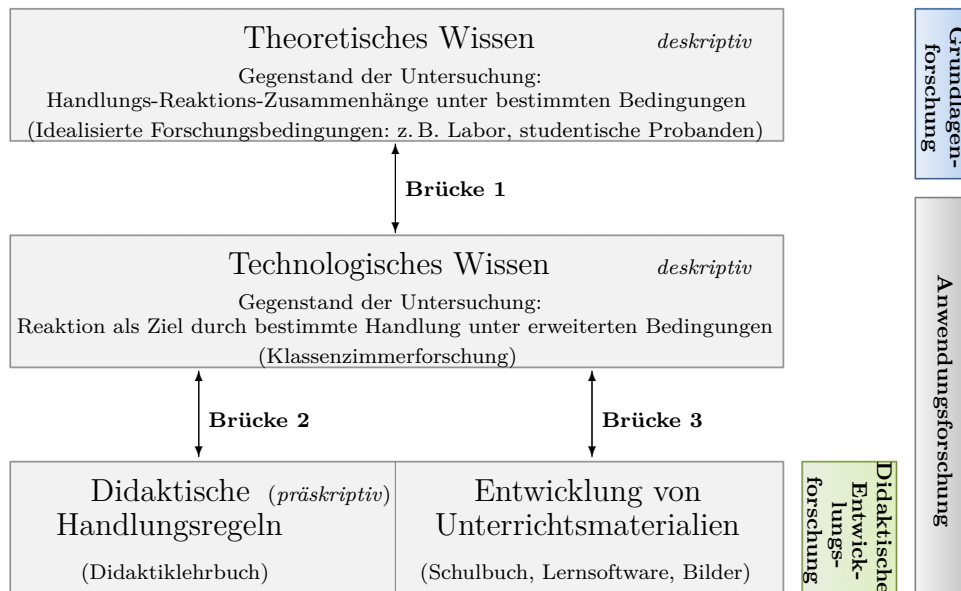 Theoretisches Wissen deskriptiv
Gegenstand der Untersuchung:
Handlungs-Reaktions-Zusammenhänge unter bestimmten Bedingungen
(Idealisierte Forschungsbedingungen: z. B. Labor, studentische Probanden)
Brücke 1
Technologisches Wissen deskriptiv
Gegenstand der Untersuchung:
Reaktion als Ziel durch bestimmte Handlung unter erweiterten Bedingungen
(Klassenzimmerforschung)
Brücke 2
Brücke 3
Didaktische (präskriptiv)
Handlungsregeln
(Didaktiklehrbuch)
Entwicklung von
Unterrichtsmaterialien
(Schulbuch, Lernsoftware, Bilder)
Didaktische
Entwick-
lungs-
forschung
Grundlagen-
forschung
Anwendungsforschung